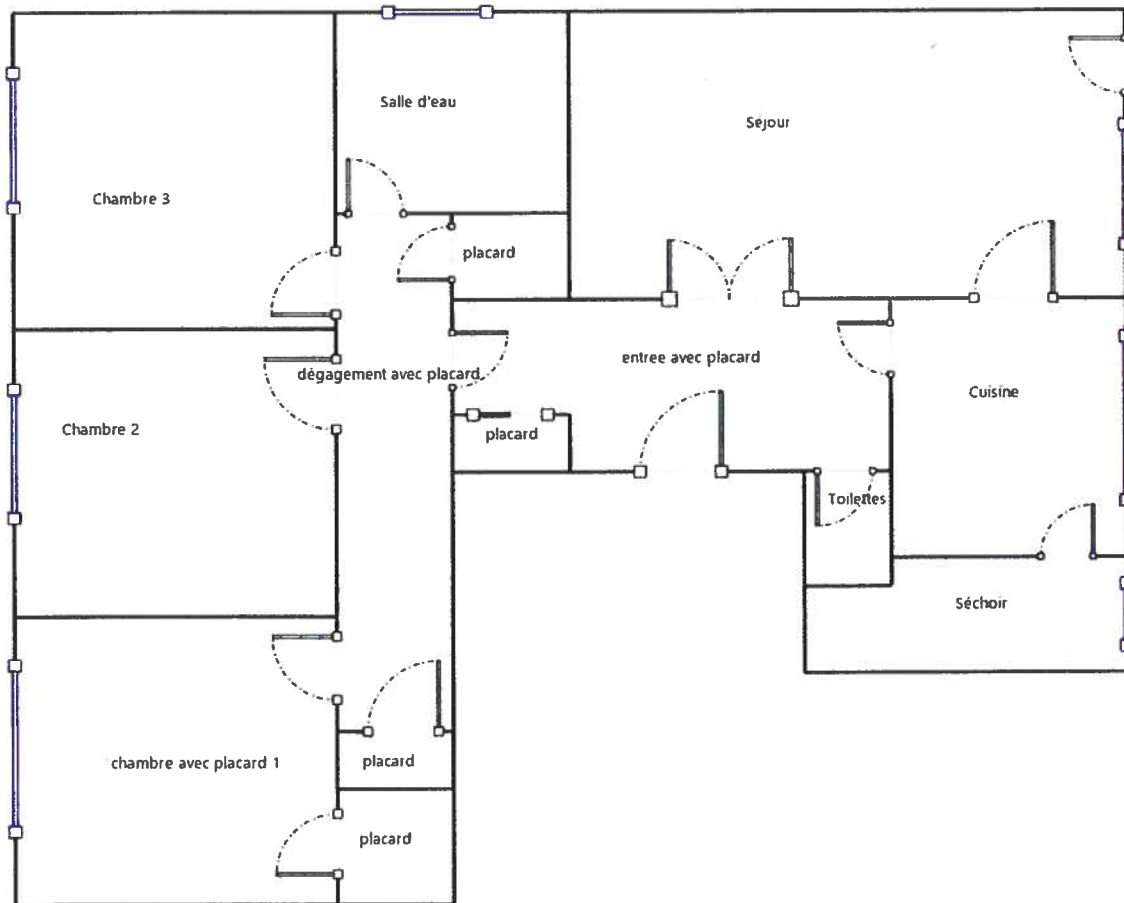 Salle d'eau
Séjour
Chambre 3
placard
entree avec placard
dégagement avec placard
Cuisine
Chambre 2
placard
Toilettes
Séchoir
chambre avec placard 1
placard
placard